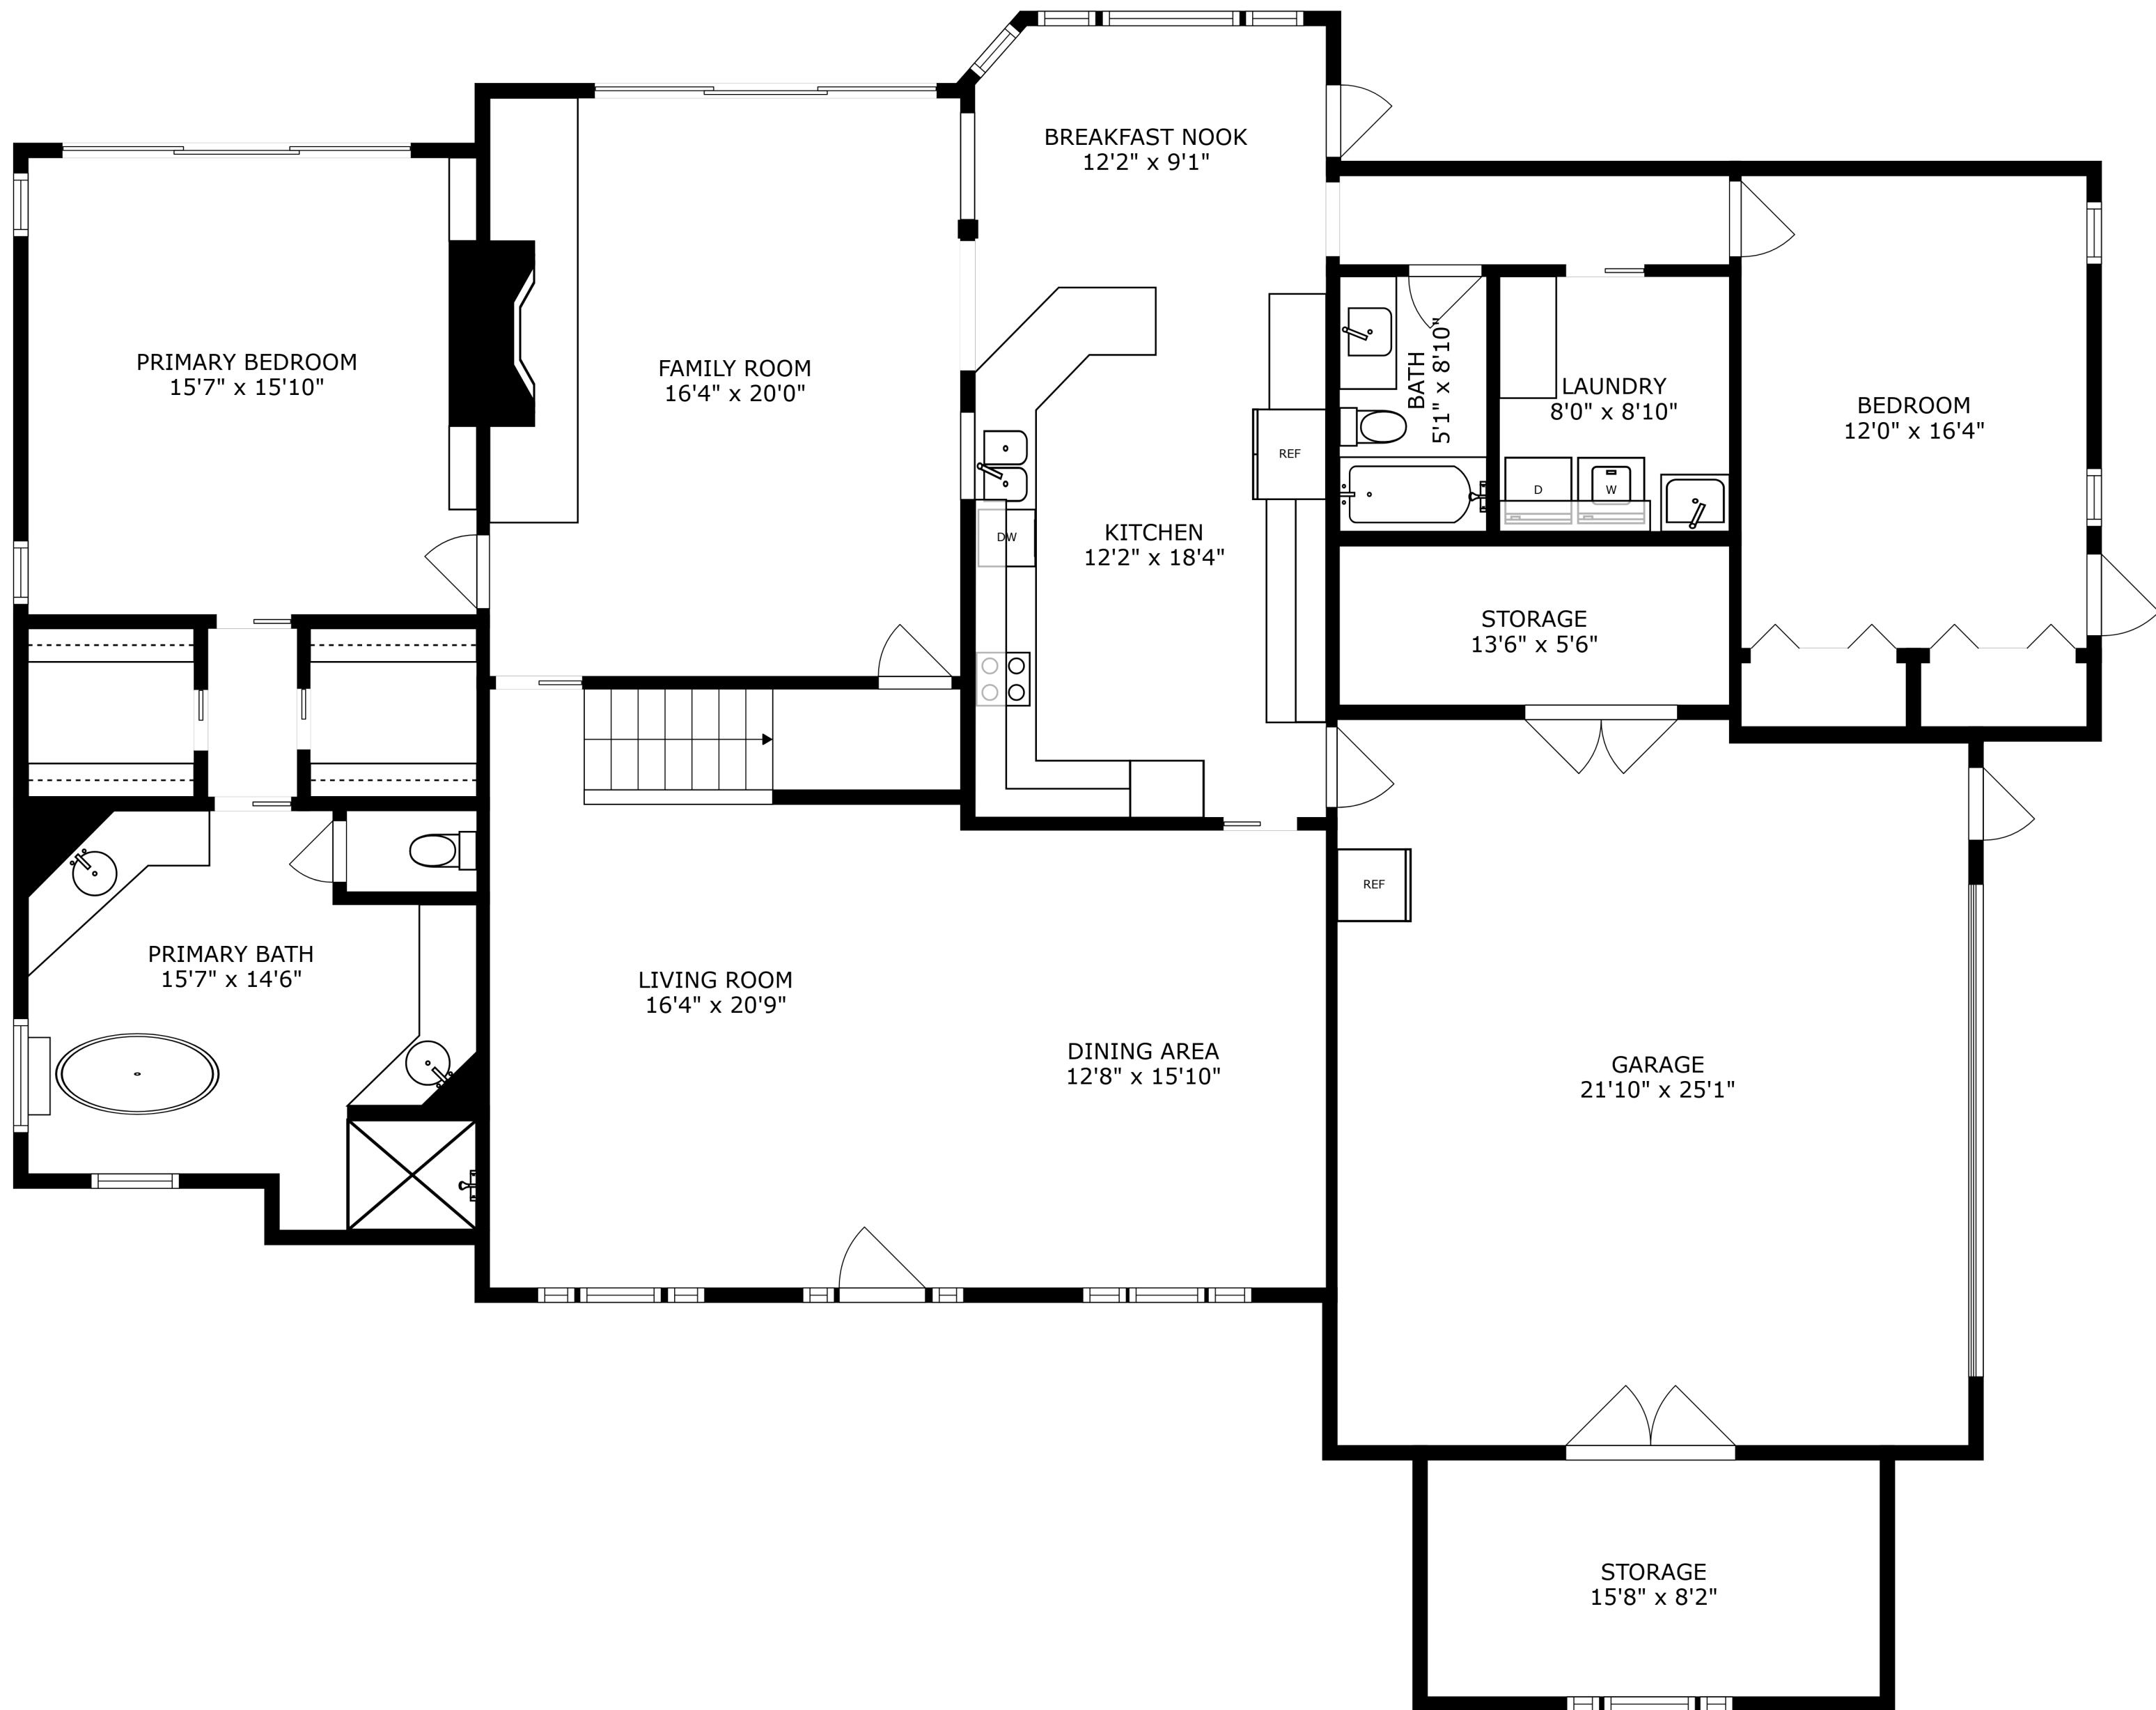 BREAKFAST NOOK
12'2" x 9'1"
PRIMARY BEDROOM
15'7" x 15'10"
FAMILY ROOM
16'4" x 20'0"
BATH
5'1" x 8'10"
LAUNDRY
8'0" x 8'10"
BEDROOM
12'0" x 16'4"
REF
D
W
DW
KITCHEN
12'2" x 18'4"
STORAGE
13'6" x 5'6"
REF
PRIMARY BATH
15'7" x 14'6"
LIVING ROOM
16'4" x 20'9"
DINING AREA
12'8" x 15'10"
GARAGE
21'10" x 25'1"
STORAGE
15'8" x 8'2"